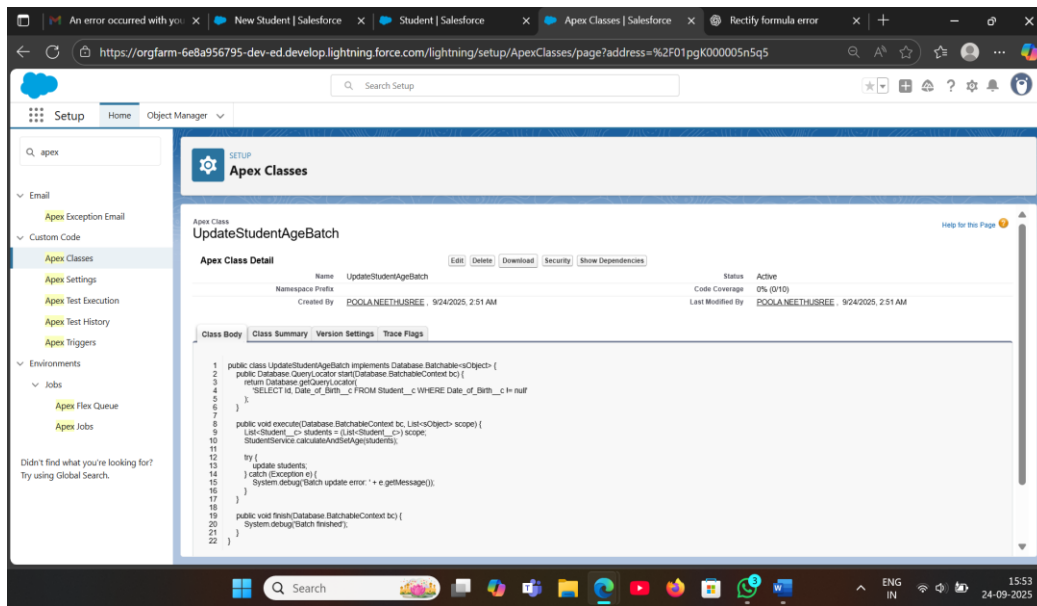 An error occurred with you
New Student | Salesforce
Student | Salesforce
Apex Classes | Salesforce
Rectify formula error
https://orgfarm-6e8a956795-dev-ed.develop.lightning.force.com/lightning/setup/ApexClasses/page?address=%2F01pgK000005n5q5
Search Setup
Setup
Home
Object Manager
apex
SETUP
Apex Classes
Email
Apex Exception Email
Custom Code
Apex Classes
Apex Settings
Apex Test Execution
Apex Test History
Apex Triggers
Environments
Jobs
Apex Flex Queue
Apex Jobs
Didn't find what you're looking for?
Try using Global Search.
Apex Class
UpdateStudentAgeBatch
Help for this Page
Apex Class Detail
Edit Delete Download Security Show Dependencies
Name UpdateStudentAgeBatch
Status Active
Namespace Prefix
Code Coverage 0% (0/10)
Created By POOLA NEETHUSREE , 9/24/2025, 2:51 AM
Last Modified By POOLA NEETHUSREE , 9/24/2025, 2:51 AM
Class Body Class Summary Version Settings Trace Flags
1 public class UpdateStudentAgeBatch implements Database.Batchable<sObject> {
2 public Database.QueryLocator start(Database.BatchableContext bc) {
3 return Database.getQueryLocator(
4 'SELECT Id, Date_of_Birth__c FROM Student__c WHERE Date_of_Birth__c != null'
5 );
6 }
7
8 public void execute(Database.BatchableContext bc, List<sObject> scope) {
9 List<Student__c> students = (List<Student__c>) scope;
10 StudentService.calculateAndSetAge(students);
11
12 try {
13 update students;
14 } catch (Exception e) {
15 System.debug('Batch update error: ' + e.getMessage());
16 }
17 }
18
19 public void finish(Database.BatchableContext bc) {
20 System.debug('Batch finished');
21 }
22 }
Search
3
ENG
IN
15:53
24-09-2025